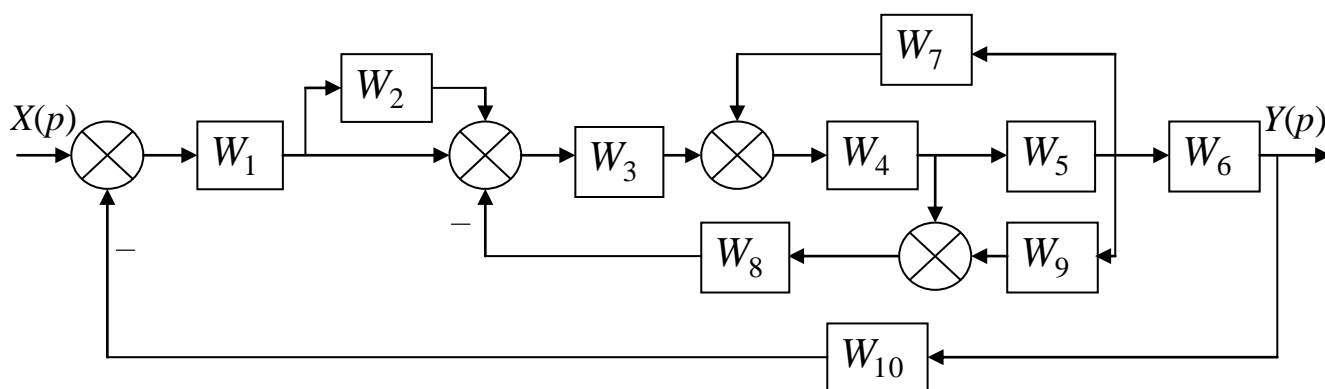 W₇
W₂
X(p)
Y(p)
W₁
W₃
W₄
W₅
W₆
–
–
W₈
W₉
W₁₀